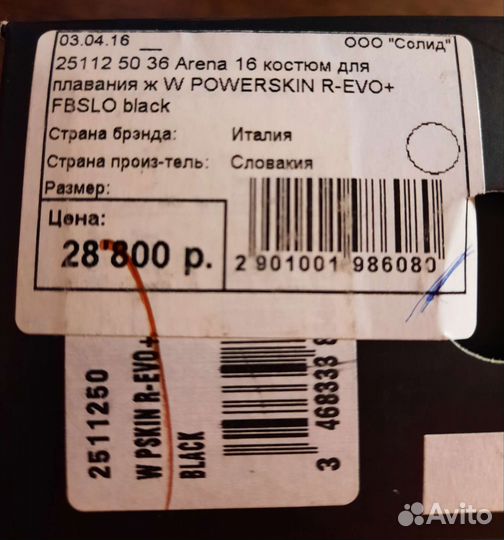 03.04.16 __ ООО "Солид"
25112 50 36 Arena 16 костюм для
плавания ж W POWERSKIN R-EVO+
FBSLO black
Страна брэнда: Италия
Страна произ-тель: Словакия
Размер:
Цена:
28 800 р.
2 901001 986080
2511250
W PSKIN R-EVO+
BLACK
3 468333 8
Avito